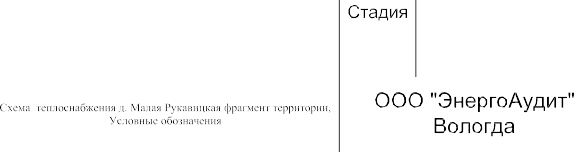 Стадия
Схема теплоснабжения д. Малая Рукавицкая фрагмент территории,
Условные обозначения
ООО "ЭнергоАудит"
Вологда